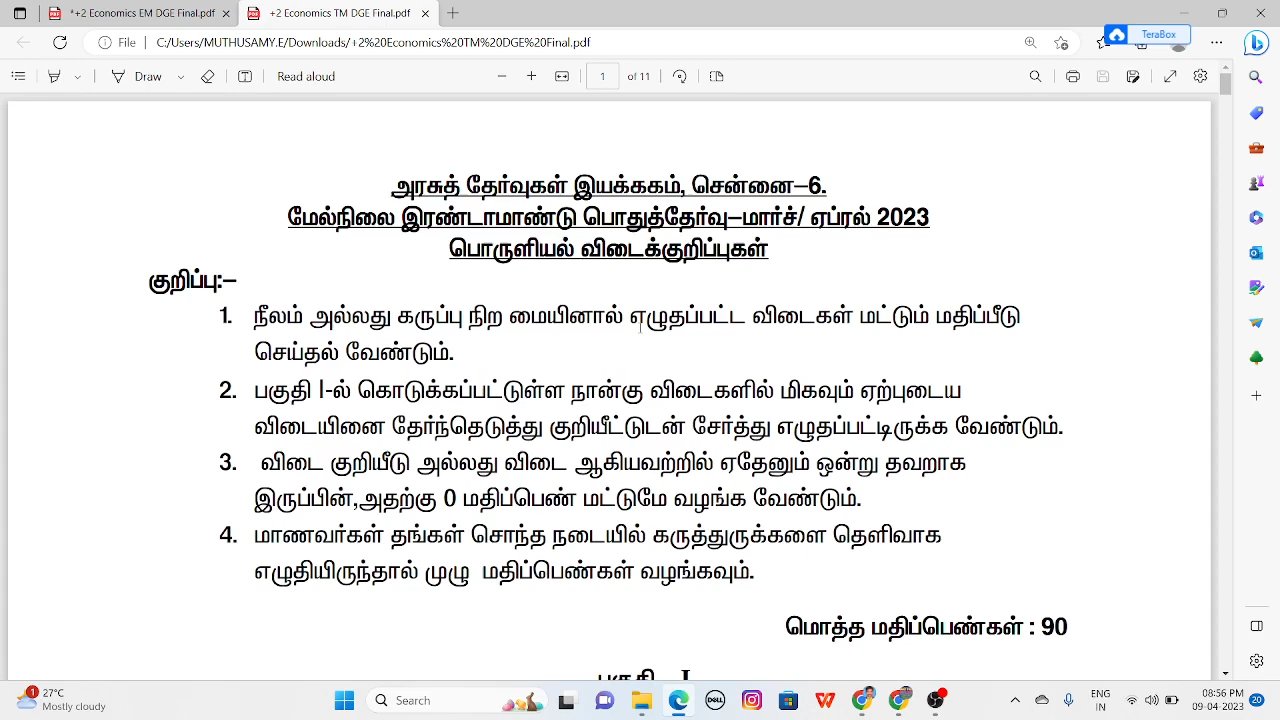 *+2 Economics EM DGE Final.pdf
+2 Economics TM DGE Final.pdf
File C:/Users/MUTHUSAMY.E/Downloads/+2%20Economics%20TM%20DGE%20Final.pdf
TeraBox
Draw Read aloud 1 of 11
அரசுத் தேர்வுகள் இயக்ககம், சென்னை–6.
மேல்நிலை இரண்டாமாண்டு பொதுத்தேர்வு–மார்ச்/ ஏப்ரல் 2023
பொருளியல் விடைக்குறிப்புகள்
குறிப்பு:–
1. நீலம் அல்லது கருப்பு நிற மையினால் எழுதப்பட்ட விடைகள் மட்டும் மதிப்பீடு
செய்தல் வேண்டும்.
2. பகுதி I-ல் கொடுக்கப்பட்டுள்ள நான்கு விடைகளில் மிகவும் ஏற்புடைய
விடையினை தேர்ந்தெடுத்து குறியீட்டுடன் சேர்த்து எழுதப்பட்டிருக்க வேண்டும்.
3. விடை குறியீடு அல்லது விடை ஆகியவற்றில் ஏதேனும் ஒன்று தவறாக
இருப்பின்,அதற்கு 0 மதிப்பெண் மட்டுமே வழங்க வேண்டும்.
4. மாணவர்கள் தங்கள் சொந்த நடையில் கருத்துருக்களை தெளிவாக
எழுதியிருந்தால் முழு மதிப்பெண்கள் வழங்கவும்.
மொத்த மதிப்பெண்கள் : 90
பகுதி – I
1 27°C
Mostly cloudy
Search
DELL
ENG
IN
08:56 PM
09-04-2023
20